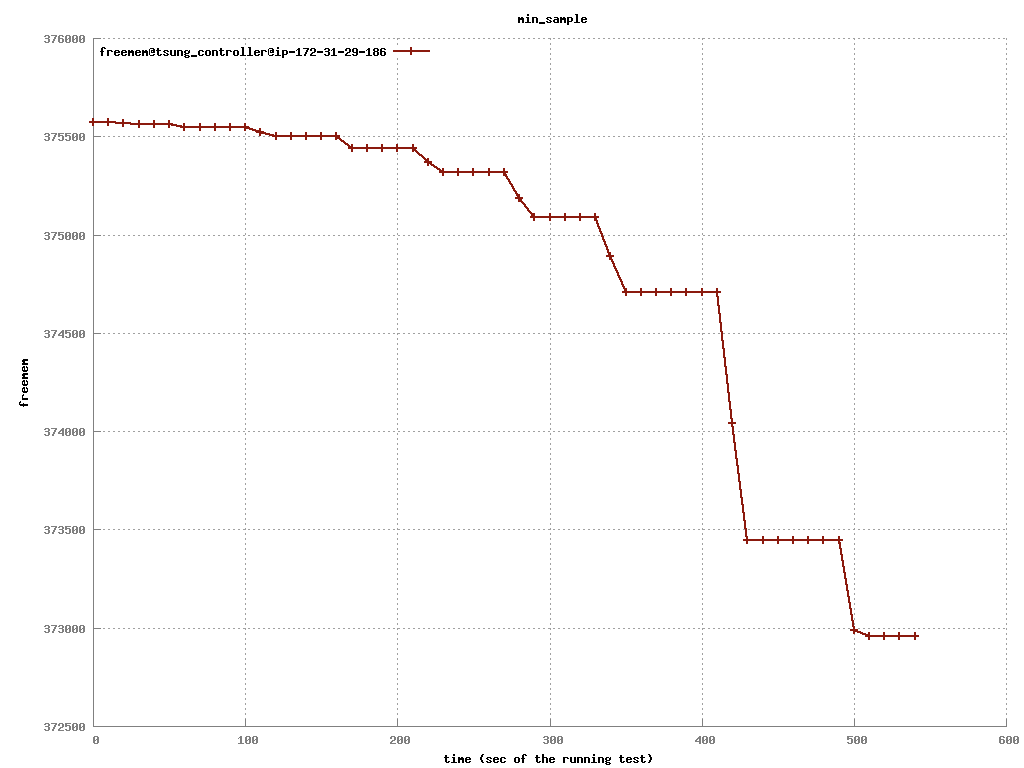 min_sample
376000
freemem@tsung_controller@ip-172-31-29-186
375500
375000
374500
freemem
374000
373500
373000
372500
0 100 200 300 400 500 600
time (sec of the running test)